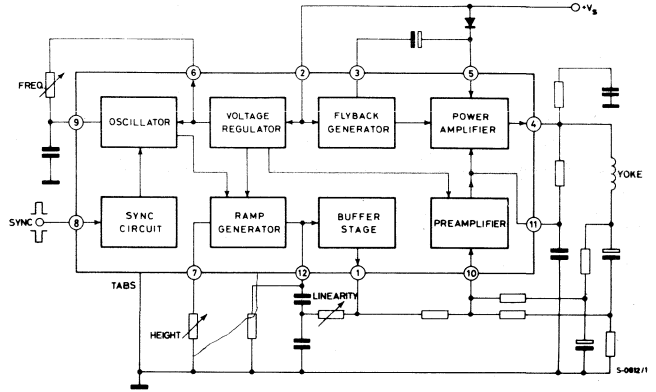 +Vs
6
2
3
5
FREQ.
9
OSCILLATOR
VOLTAGE
REGULATOR
FLYBACK
GENERATOR
POWER
AMPLIFIER
4
YOKE
SYNC
8
SYNC
CIRCUIT
RAMP
GENERATOR
BUFFER
STAGE
PREAMPLIFIER
11
TABS
7
12
1
10
LINEARITY
HEIGHT
S-0812/1